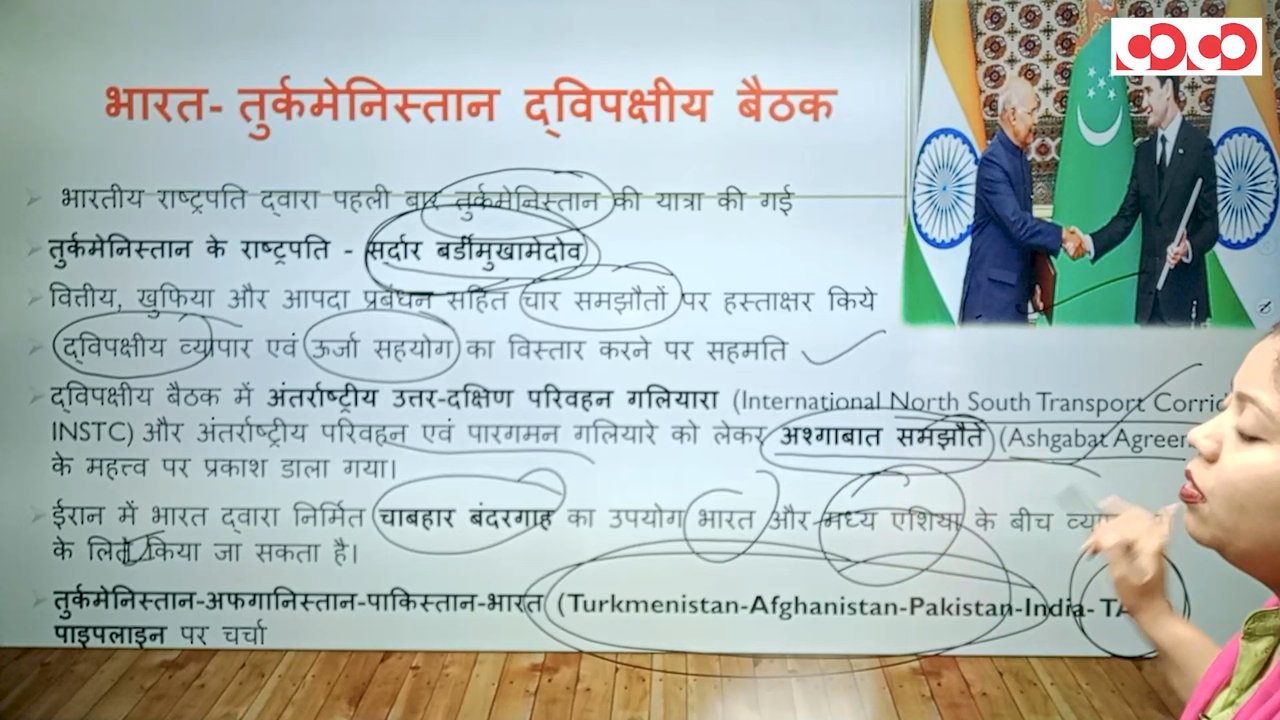 भारत- तुर्कमेनिस्तान द्विपक्षीय बैठक
भारतीय राष्ट्रपति द्वारा पहली बार तुर्कमेनिस्तान की यात्रा की गई
तुर्कमेनिस्तान के राष्ट्रपति - सर्दार बर्डीमुखामेदोव
वित्तीय, खुफिया और आपदा प्रबंधन सहित चार समझौतों पर हस्ताक्षर किये
द्विपक्षीय व्यापार एवं ऊर्जा सहयोग का विस्तार करने पर सहमति
द्विपक्षीय बैठक में अंतर्राष्ट्रीय उत्तर-दक्षिण परिवहन गलियारा (International North South Transport
INSTC) और अंतर्राष्ट्रीय परिवहन एवं पारगमन गलियारे को लेकर अश्गाबात समझौते (Ashgabat
के महत्त्व पर प्रकाश डाला गया।
ईरान में भारत द्वारा निर्मित चाबहार बंदरगाह का उपयोग भारत और मध्य एशिया के बीच
के किया जा सकता है।
तुर्कमेनिस्तान-अफगानिस्तान-पाकिस्तान-भारत (Turkmenistan-Afghanistan-Pakistan-India-
पाइपलाइन पर चर्चा